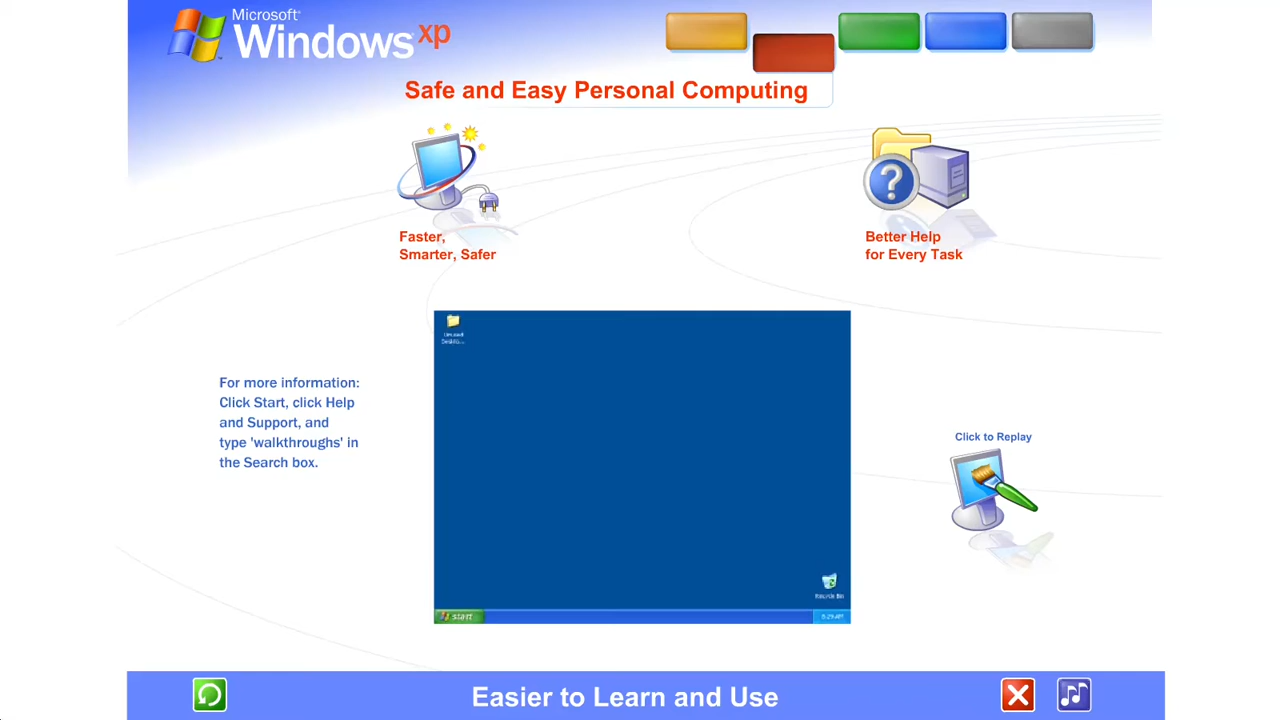 Microsoft®
Windows xp
Safe and Easy Personal Computing
Faster,
Smarter, Safer
Better Help
for Every Task
For more information:
Click Start, click Help
and Support, and
type 'walkthroughs' in
the Search box.
Click to Replay
Recycle Bin
start
Easier to Learn and Use